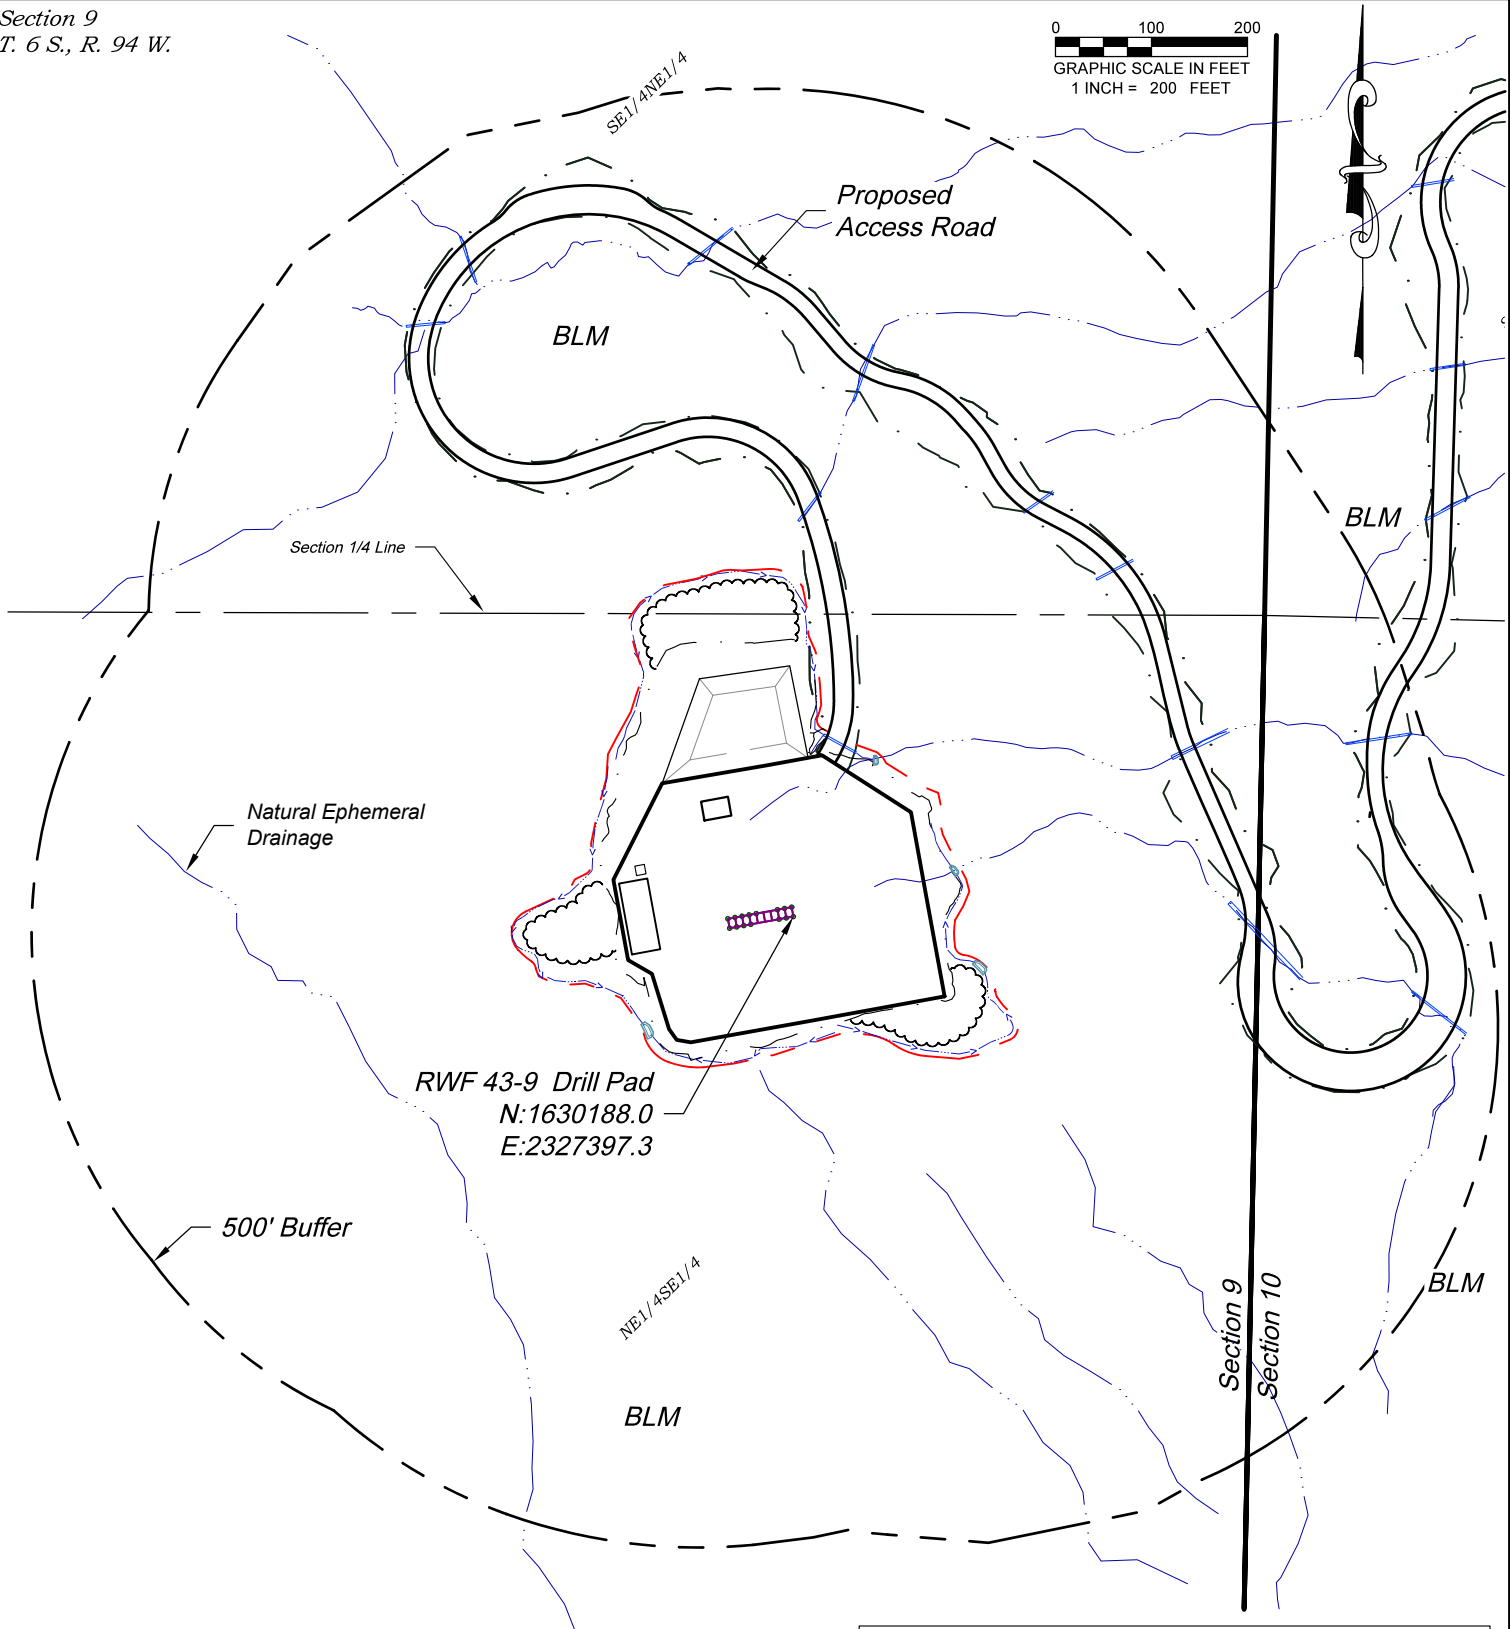 Section 9
T. 6 S., R. 94 W.
0 100 200
GRAPHIC SCALE IN FEET
1 INCH = 200 FEET
SE1/4NE1/4
Proposed
Access Road
BLM
BLM
Section 1/4 Line
Natural Ephemeral
Drainage
RWF 43-9 Drill Pad
N:1630188.0
E:2327397.3
500' Buffer
NE1/4SE1/4
Section 9
Section 10
BLM
BLM